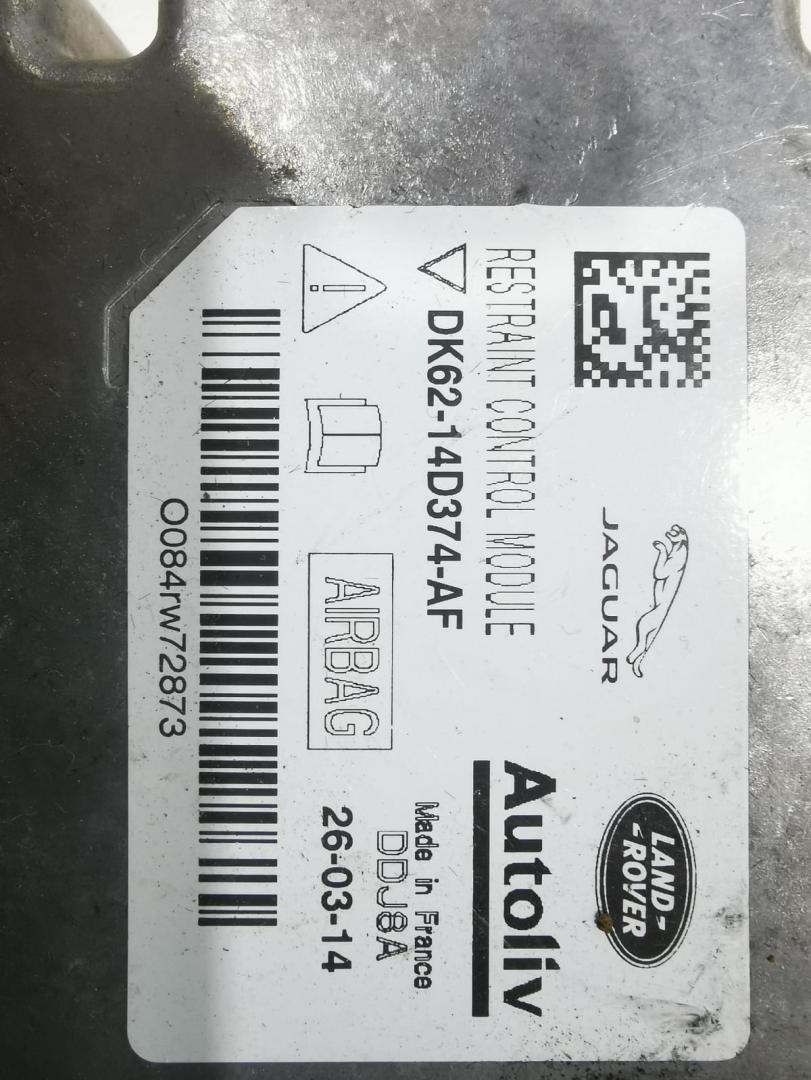 JAGUAR
LAND-
-ROVER
RESTRAINT CONTROL MODULE
Autoliv
DK62-14D374-AF
Made in France
DDJ8A
AIRBAG
26-03-14
O084rw72873